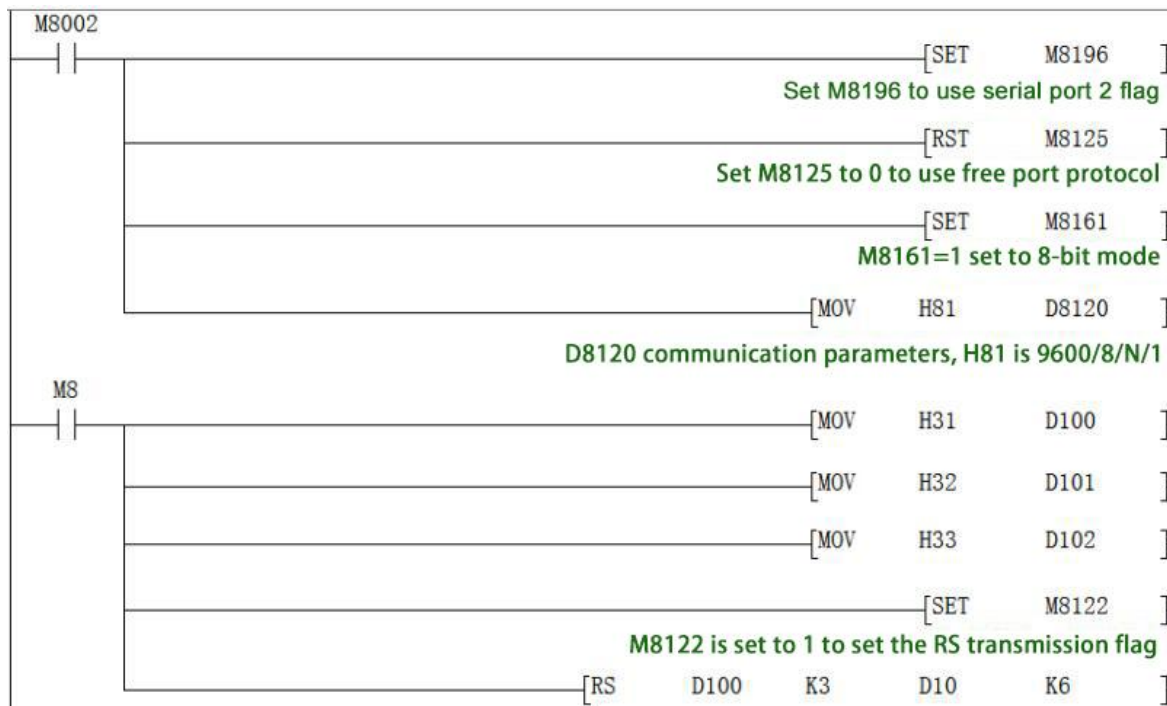 M8002
[SET M8196 ]
Set M8196 to use serial port 2 flag
[RST M8125 ]
Set M8125 to 0 to use free port protocol
[SET M8161 ]
M8161=1 set to 8-bit mode
[MOV H81 D8120 ]
D8120 communication parameters, H81 is 9600/8/N/1
M8
[MOV H31 D100 ]
[MOV H32 D101 ]
[MOV H33 D102 ]
[SET M8122 ]
M8122 is set to 1 to set the RS transmission flag
[RS D100 K3 D10 K6 ]